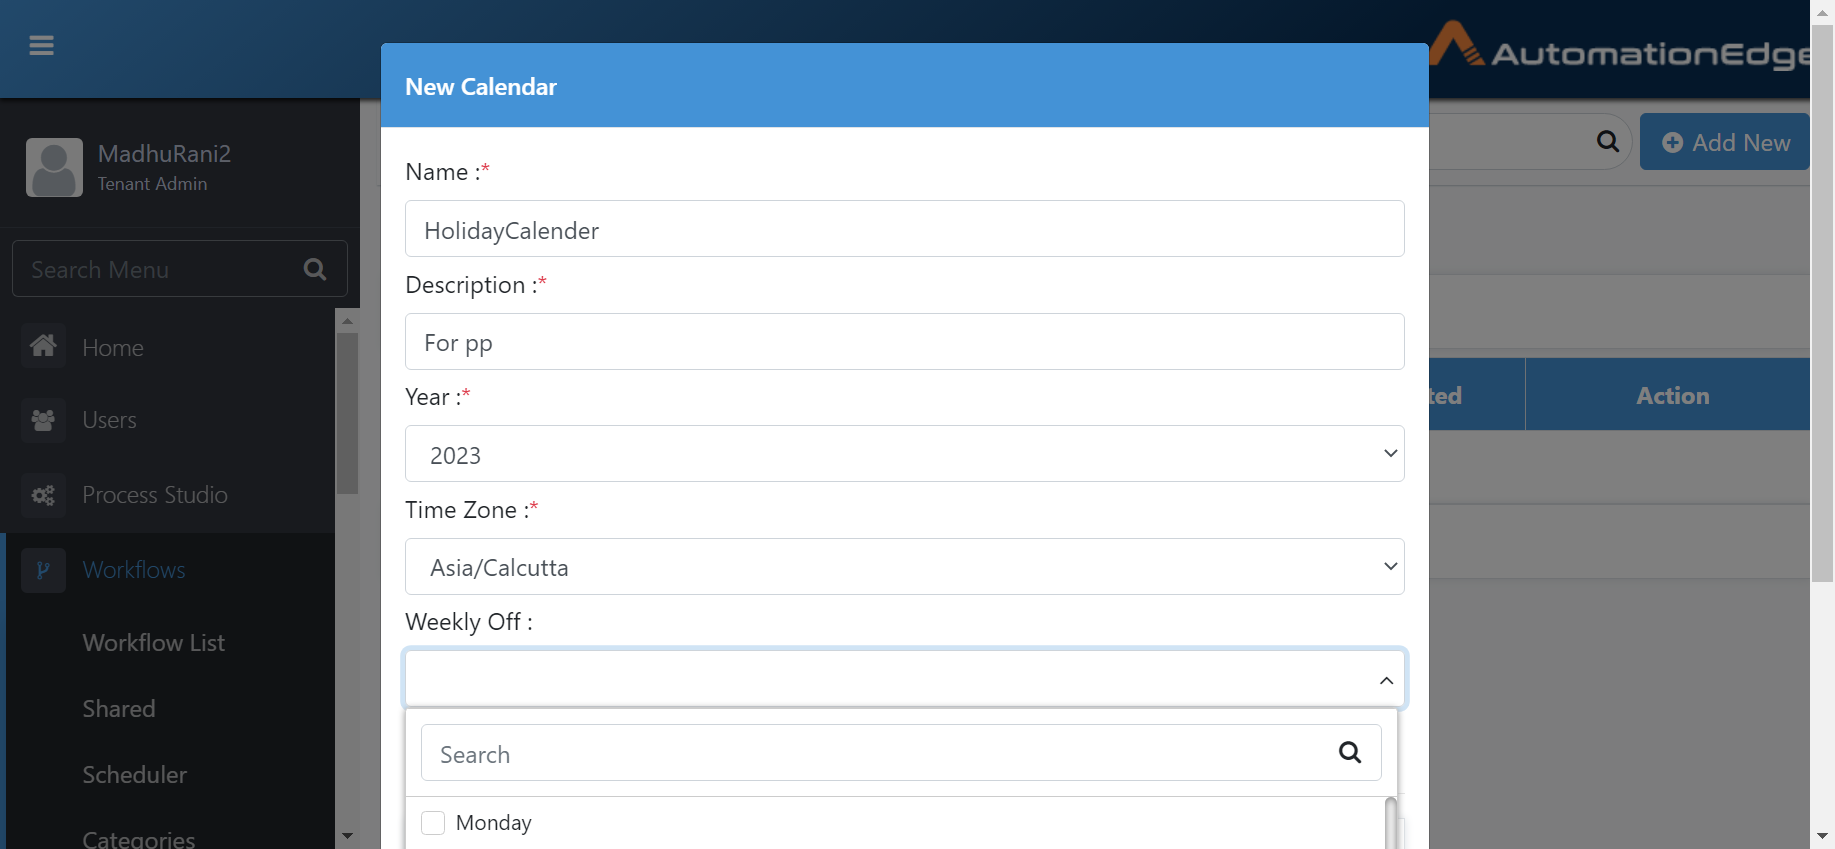 AutomationEdge
New Calendar
MadhuRani2
Tenant Admin
Add New
Name :*
HolidayCalender
Search Menu
Description :*
For pp
Home
Year :*
Action
Users
2023
Process Studio
Time Zone :*
Asia/Calcutta
Workflows
Weekly Off :
Workflow List
Shared
Search
Scheduler
Monday
Categories